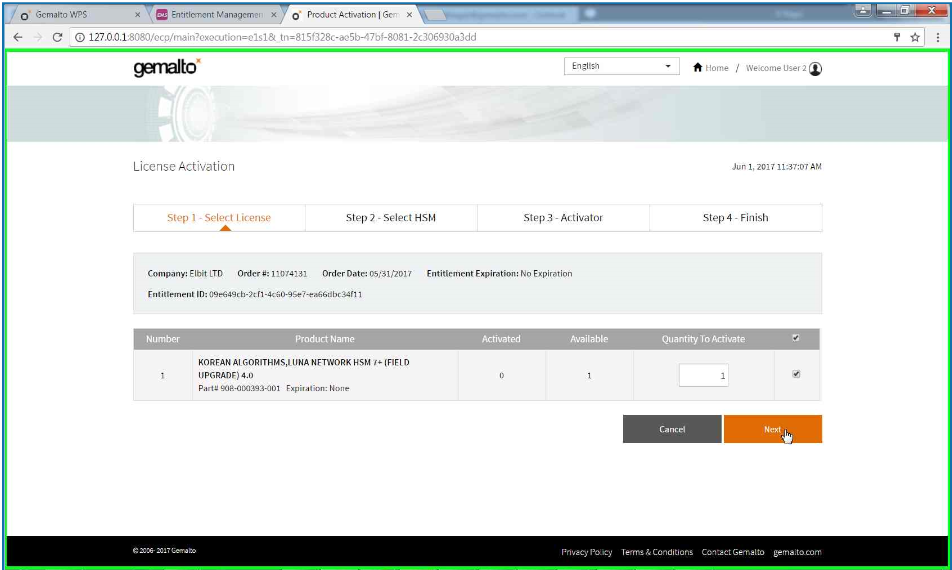 Gemalto WPS
EMS Entitlement Managemen
Product Activation | Gem
127.0.0.1:8080/ecp/main?execution=e1s1&_tn=815f328c-ae5b-47bf-8081-2c306930a3dd
gemalto
English
Home / Welcome User 2
License Activation
Jun 1, 2017 11:37:07 AM
Step 1 - Select License
Step 2 - Select HSM
Step 3 - Activator
Step 4 - Finish
Company: Elbit LTD Order #: 11074131 Order Date: 05/31/2017 Entitlement Expiration: No Expiration
Entitlement ID: 09e649cb-2cf1-4c60-95e7-ea66dbc34f11
Number Product Name Activated Available Quantity To Activate
KOREAN ALGORITHMS,LUNA NETWORK HSM 7+ (FIELD
1 UPGRADE) 4.0 0 1 1
Part# 908-000393-001 Expiration: None
Cancel Next
© 2006- 2017 Gemalto
Privacy Policy Terms & Conditions Contact Gemalto gemalto.com